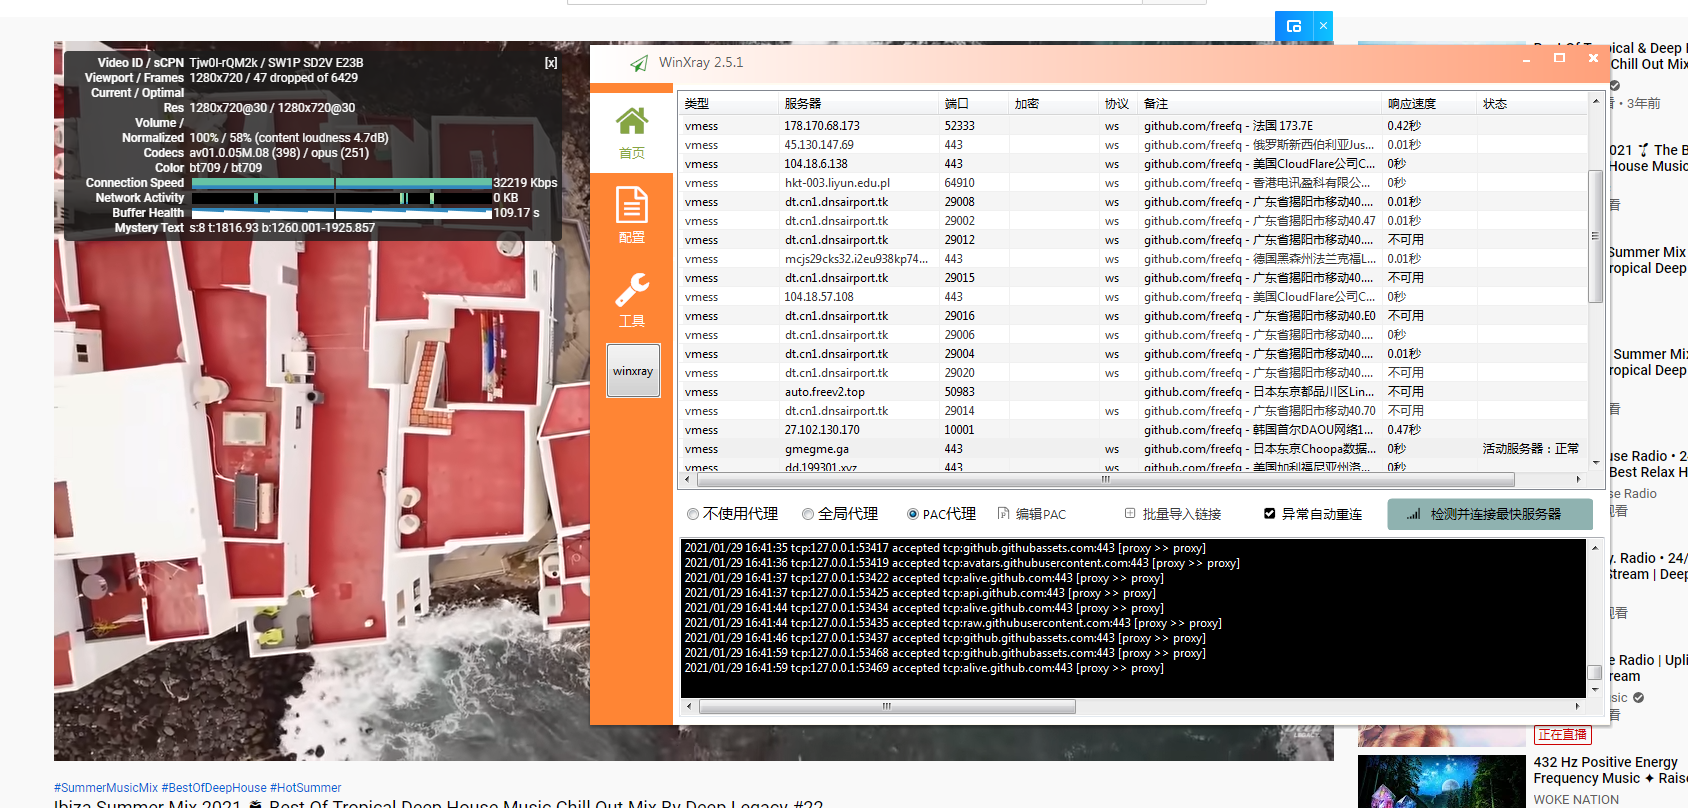 Video ID / sCPN Tjw0l-rQM2k / SW1P SD2V E23B [x]
Viewport / Frames 1280x720 / 47 dropped of 6429
Current / Optimal
Res 1280x720@30 / 1280x720@30
Volume /
Normalized 100% / 58% (content loudness 4.7dB)
Codecs av01.0.05M.08 (398) / opus (251)
Color bt709 / bt709
Connection Speed 32219 Kbps
Network Activity 0 KB
Buffer Health 109.17 s
Mystery Text s:8 t:1816.93 b:1260.001-1925.857
WinXray 2.5.1
首页
配置
工具
winxray
类型 服务器 端口 加密 协议 备注 响应速度 状态
vmess 178.170.68.173 52333 ws github.com/freefq - 法国 173.7E 0.42秒
vmess 45.130.147.69 443 ws github.com/freefq - 俄罗斯新西伯利亚Jus... 0.01秒
vmess 104.18.6.138 443 ws github.com/freefq - 美国CloudFlare公司C... 0秒
vmess hkt-003.liyun.edu.pl 64910 ws github.com/freefq - 香港电讯盈科有限公... 0秒
vmess dt.cn1.dnsairport.tk 29008 ws github.com/freefq - 广东省揭阳市移动40.... 0.01秒
vmess dt.cn1.dnsairport.tk 29002 ws github.com/freefq - 广东省揭阳市移动40.47 0.01秒
vmess dt.cn1.dnsairport.tk 29012 ws github.com/freefq - 广东省揭阳市移动40.... 不可用
vmess mcjs29cks32.i2eu938kp74... 443 ws github.com/freefq - 德国黑森州法兰克福L... 0.01秒
vmess dt.cn1.dnsairport.tk 29015 ws github.com/freefq - 广东省揭阳市移动40.... 不可用
vmess 104.18.57.108 443 ws github.com/freefq - 美国CloudFlare公司C... 0秒
vmess dt.cn1.dnsairport.tk 29016 ws github.com/freefq - 广东省揭阳市移动40.E0 不可用
vmess dt.cn1.dnsairport.tk 29006 ws github.com/freefq - 广东省揭阳市移动40.... 0秒
vmess dt.cn1.dnsairport.tk 29004 ws github.com/freefq - 广东省揭阳市移动40.... 0.01秒
vmess dt.cn1.dnsairport.tk 29020 ws github.com/freefq - 广东省揭阳市移动40.... 不可用
vmess auto.freev2.top 50983 github.com/freefq - 日本东京都品川区Lin... 不可用
vmess dt.cn1.dnsairport.tk 29014 ws github.com/freefq - 广东省揭阳市移动40.70 不可用
vmess 27.102.130.170 10001 github.com/freefq - 韩国首尔DAOU网络1... 0.47秒
vmess gmegme.ga 443 ws github.com/freefq - 日本东京Choopa数据... 0秒 活动服务器：正常
vmess dd.199301.xyz 443 ws github.com/freefq - 美国加利福尼亚州洛... 0秒
不使用代理 全局代理 PAC代理 编辑PAC 批量导入链接 异常自动重连 检测并连接最快服务器
2021/01/29 16:41:35 tcp:127.0.0.1:53417 accepted tcp:github.githubassets.com:443 [proxy >> proxy]
2021/01/29 16:41:36 tcp:127.0.0.1:53419 accepted tcp:avatars.githubusercontent.com:443 [proxy >> proxy]
2021/01/29 16:41:37 tcp:127.0.0.1:53422 accepted tcp:alive.github.com:443 [proxy >> proxy]
2021/01/29 16:41:37 tcp:127.0.0.1:53425 accepted tcp:api.github.com:443 [proxy >> proxy]
2021/01/29 16:41:44 tcp:127.0.0.1:53434 accepted tcp:alive.github.com:443 [proxy >> proxy]
2021/01/29 16:41:44 tcp:127.0.0.1:53435 accepted tcp:raw.githubusercontent.com:443 [proxy >> proxy]
2021/01/29 16:41:46 tcp:127.0.0.1:53437 accepted tcp:github.githubassets.com:443 [proxy >> proxy]
2021/01/29 16:41:59 tcp:127.0.0.1:53468 accepted tcp:github.githubassets.com:443 [proxy >> proxy]
2021/01/29 16:41:59 tcp:127.0.0.1:53469 accepted tcp:alive.github.com:443 [proxy >> proxy]
#SummerMusicMix #BestOfDeepHouse #HotSummer
Ibiza Summer Mix 2021 🍓 Best Of Tropical Deep House Music Chill Out Mix By Deep Legacy #22
Tropical & Deep
Chill Out Mix
看 • 3年前
2021 🌴 The B
House Music
看
Summer Mix
Tropical Deep
Summer Mix
Tropical Deep
看
use Radio • 2
Best Relax H
se Radio
观看
y. Radio • 24/
Stream | Deep
观看
e Radio | Upli
ream
sic
看
正在直播
432 Hz Positive Energy
Frequency Music ✦ Raise
WOKE NATION